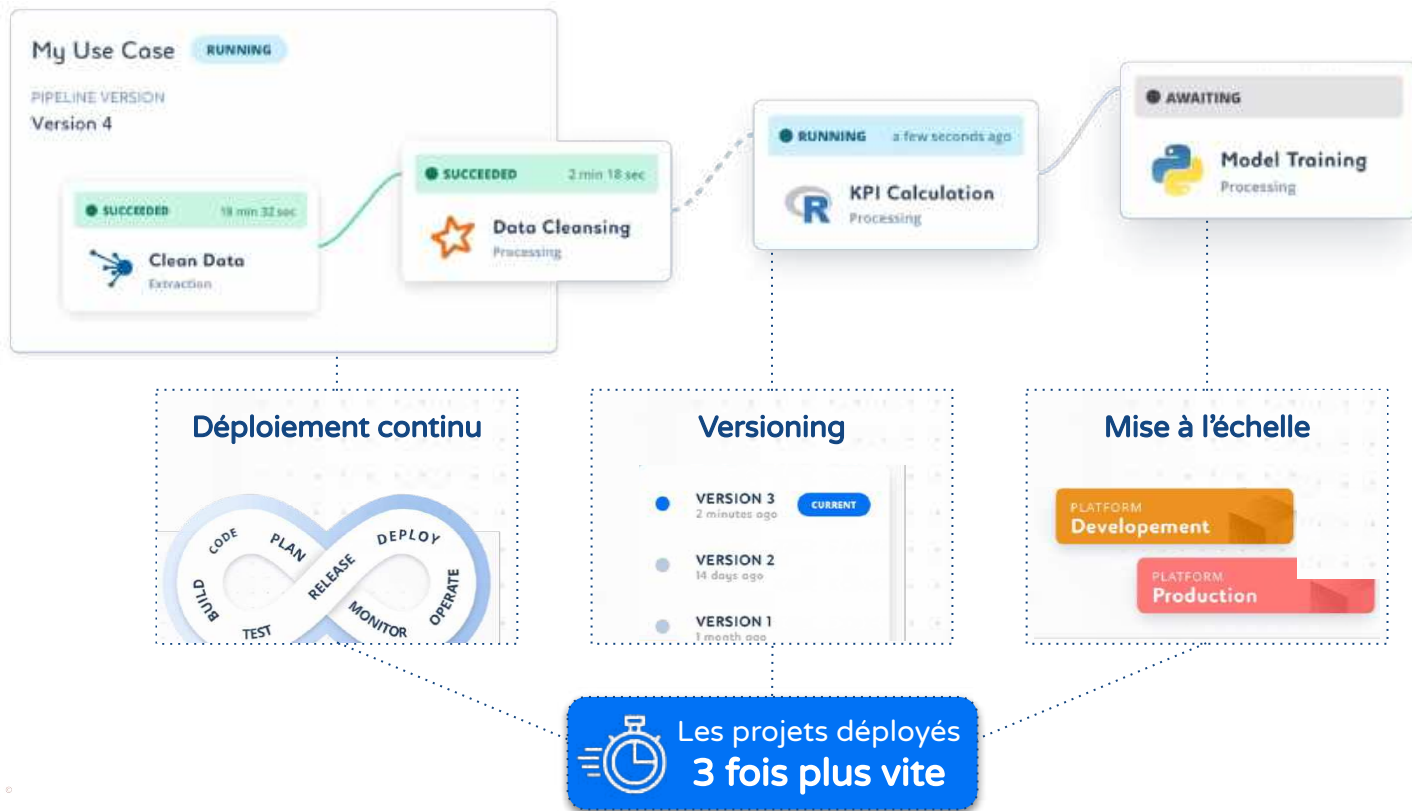 My Use Case
RUNNING
PIPELINE VERSION
Version 4
SUCCEEDED
19 min 32 sec
Clean Data
Extraction
SUCCEEDED
2 min 18 sec
Data Cleansing
Processing
RUNNING
a few seconds ago
R
KPI Calculation
Processing
AWAITING
Model Training
Processing
Déploiement continu
CODE
PLAN
DEPLOY
BUILD
RELEASE
OPERATE
TEST
MONITOR
Versioning
VERSION 3
CURRENT
2 minutes ago
VERSION 2
14 days ago
VERSION 1
1 month ago
Mise à l’échelle
PLATFORM
Developement
PLATFORM
Production
Les projets déployés
3 fois plus vite
©